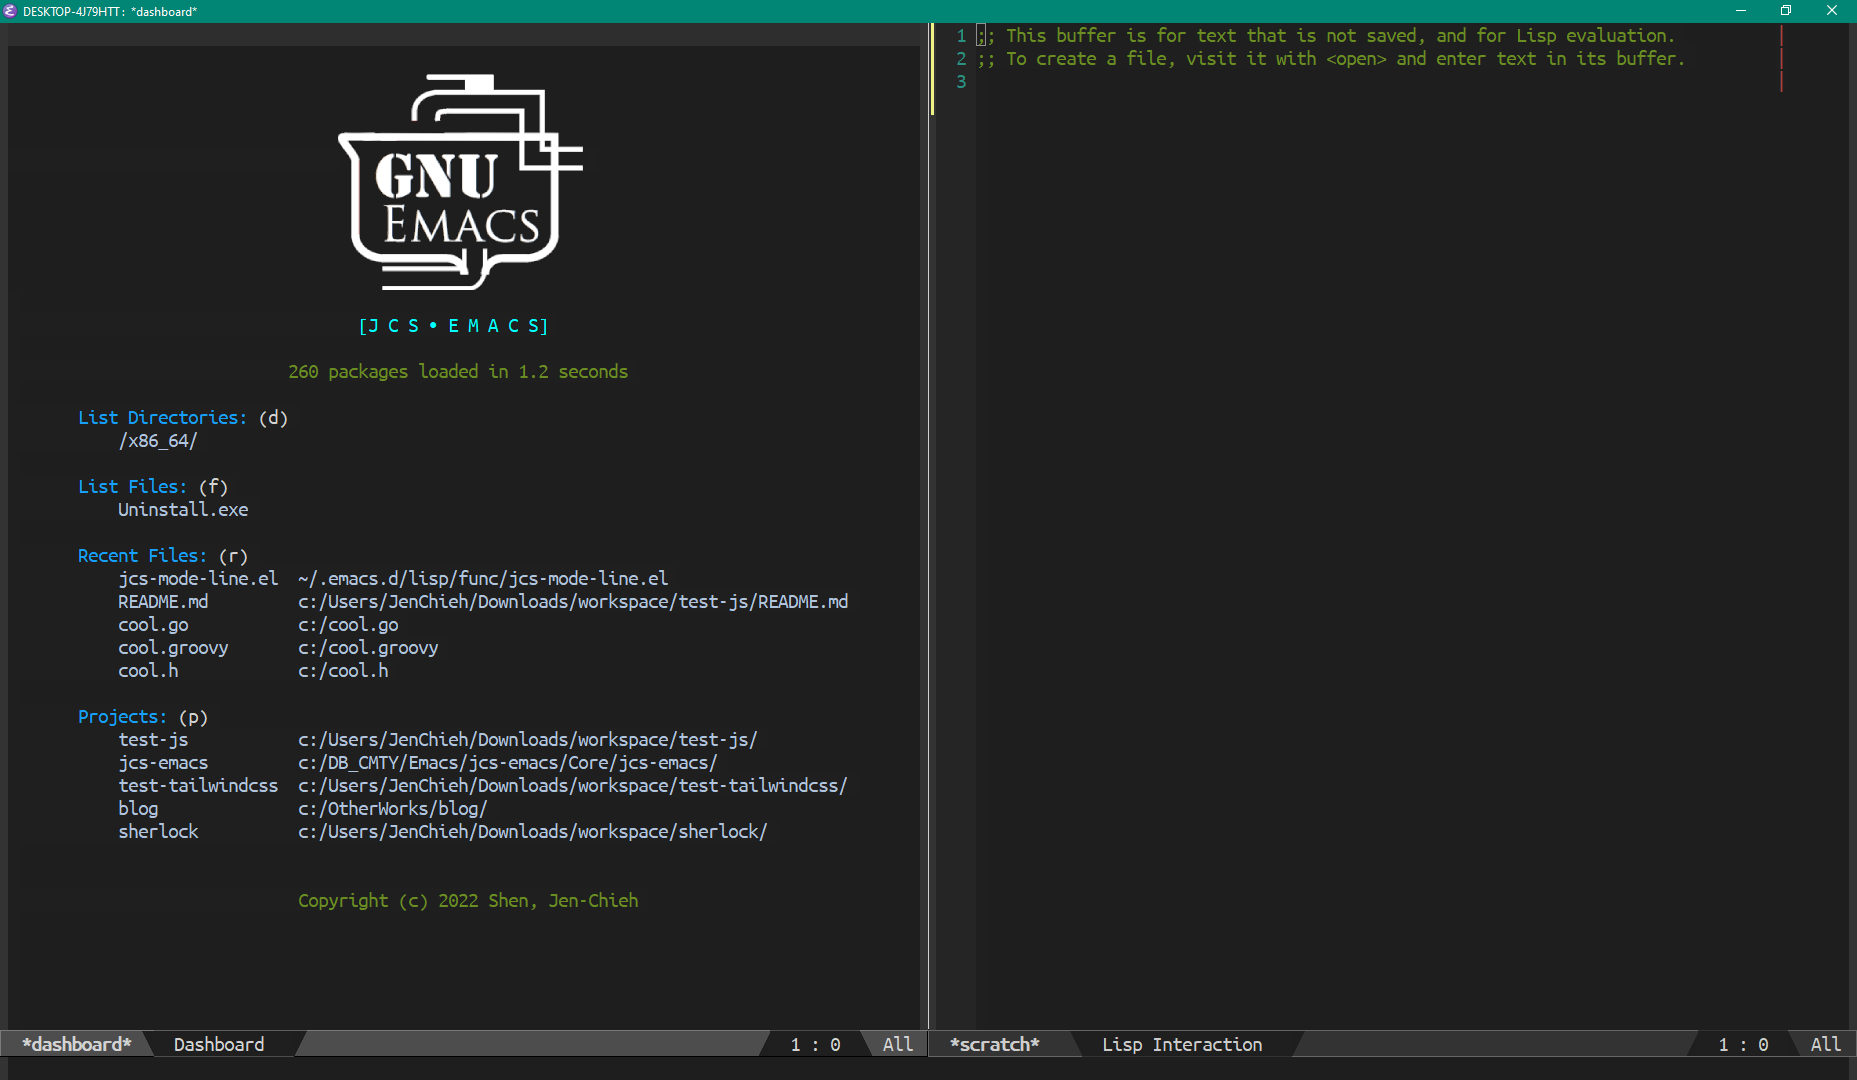 DESKTOP-4J79HTT : *dashboard*
GNU
EMACS
[J C S • E M A C S]
260 packages loaded in 1.2 seconds
List Directories: (d)
/x86_64/
List Files: (f)
Uninstall.exe
Recent Files: (r)
jcs-mode-line.el ~/.emacs.d/lisp/func/jcs-mode-line.el
README.md c:/Users/JenChieh/Downloads/workspace/test-js/README.md
cool.go c:/cool.go
cool.groovy c:/cool.groovy
cool.h c:/cool.h
Projects: (p)
test-js c:/Users/JenChieh/Downloads/workspace/test-js/
jcs-emacs c:/DB_CMTY/Emacs/jcs-emacs/Core/jcs-emacs/
test-tailwindcss c:/Users/JenChieh/Downloads/workspace/test-tailwindcss/
blog c:/OtherWorks/blog/
sherlock c:/Users/JenChieh/Downloads/workspace/sherlock/
Copyright (c) 2022 Shen, Jen-Chieh
*dashboard* Dashboard 1 : 0 All
1 ;; This buffer is for text that is not saved, and for Lisp evaluation.
2 ;; To create a file, visit it with <open> and enter text in its buffer.
3
*scratch* Lisp Interaction 1 : 0 All